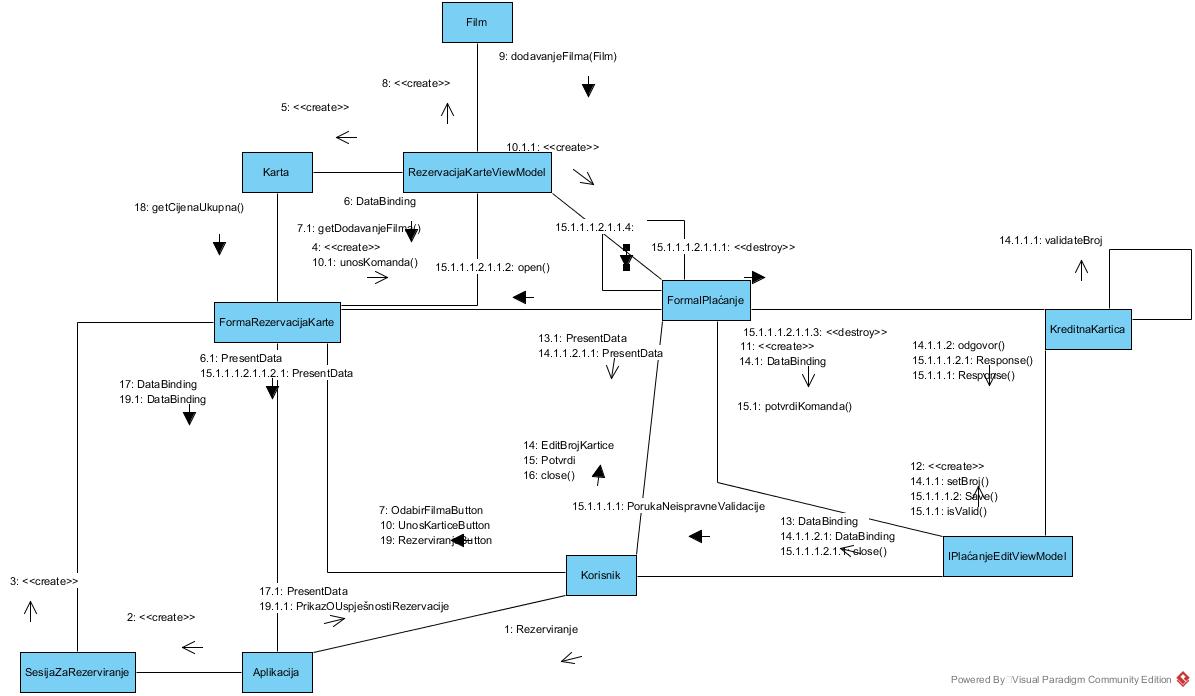 Film
9: dodavanjeFilma(Film)
8: <<create>>
5: <<create>>
10.1.1: <<create>>
Karta
RezervacijaKarteViewModel
6: DataBinding
18: getCijenaUkupna()
7.1: getDodavanjeFilma()
15.1.1.1.2.1.1.4:
4: <<create>>
15.1.1.1.2.1.1.1: <<destroy>>
14.1.1.1: validateBroj
10.1: unosKomanda()
15.1.1.1.2.1.1.2: open()
FormaIPlaćanje
FormaRezervacijaKarte
KreditnaKartica
13.1: PresentData
14.1.1.2.1.1: PresentData
15.1.1.1.2.1.1.3: <<destroy>>
11: <<create>>
14.1: DataBinding
14.1.1.2: odgovor()
15.1.1.1.2.1: Response()
15.1.1.1: Response()
6.1: PresentData
15.1.1.1.2.1.1.2.1: PresentData
17: DataBinding
19.1: DataBinding
15.1: potvrdiKomanda()
14: EditBrojKartice
15: Potvrdi
16: close()
12: <<create>>
14.1.1: setBroj()
15.1.1.1.2: Save()
15.1.1: isValid()
15.1.1.1.1: PorukaNeispravneValidacije
7: OdabirFilmaButton
10: UnosKarticeButton
19: RezerviranjeButton
13: DataBinding
14.1.1.2.1: DataBinding
15.1.1.1.2.1.1: close()
IPlaćanjeEditViewModel
Korisnik
3: <<create>>
17.1: PresentData
19.1.1: PrikazOUspješnostiRezervacije
2: <<create>>
1: Rezerviranje
SesijaZaRezerviranje
Aplikacija
Powered By Visual Paradigm Community Edition